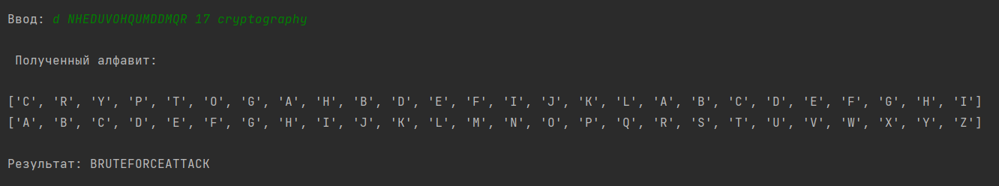 Ввод: d NHEDUVOHQUMDDMQR 17 cryptography
Полученный алфавит:
['C', 'R', 'Y', 'P', 'T', 'O', 'G', 'A', 'H', 'B', 'D', 'E', 'F', 'I', 'J', 'K', 'L', 'A', 'B', 'C', 'D', 'E', 'F', 'G', 'H', 'I']
['A', 'B', 'C', 'D', 'E', 'F', 'G', 'H', 'I', 'J', 'K', 'L', 'M', 'N', 'O', 'P', 'Q', 'R', 'S', 'T', 'U', 'V', 'W', 'X', 'Y', 'Z']
Результат: BRUTEFORCEATTACK